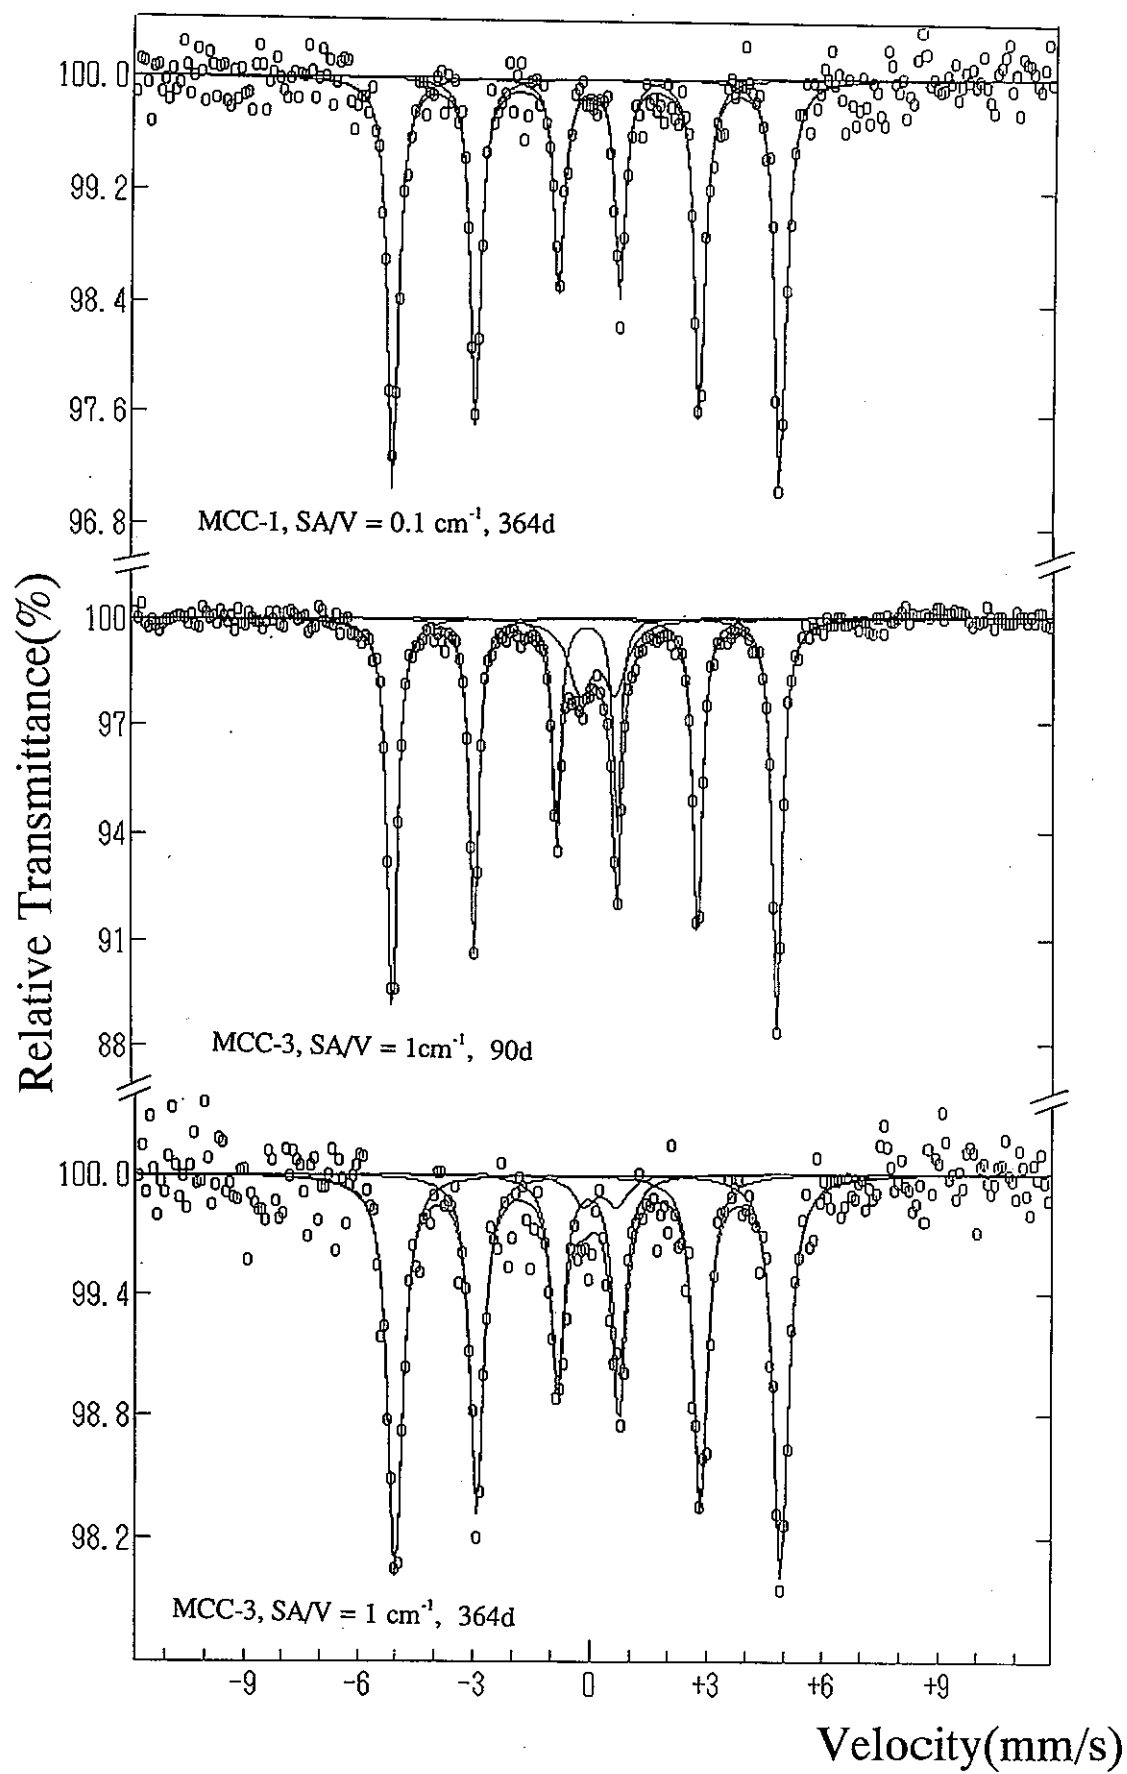 100.0
99.2
98.4
97.6
96.8
MCC-1, SA/V = 0.1 cm⁻¹, 364d
Relative Transmittance(%)
100
97
94
91
88
MCC-3, SA/V = 1cm⁻¹, 90d
100.0
99.4
98.8
98.2
MCC-3, SA/V = 1 cm⁻¹, 364d
-9 -6 -3 0 +3 +6 +9
Velocity(mm/s)